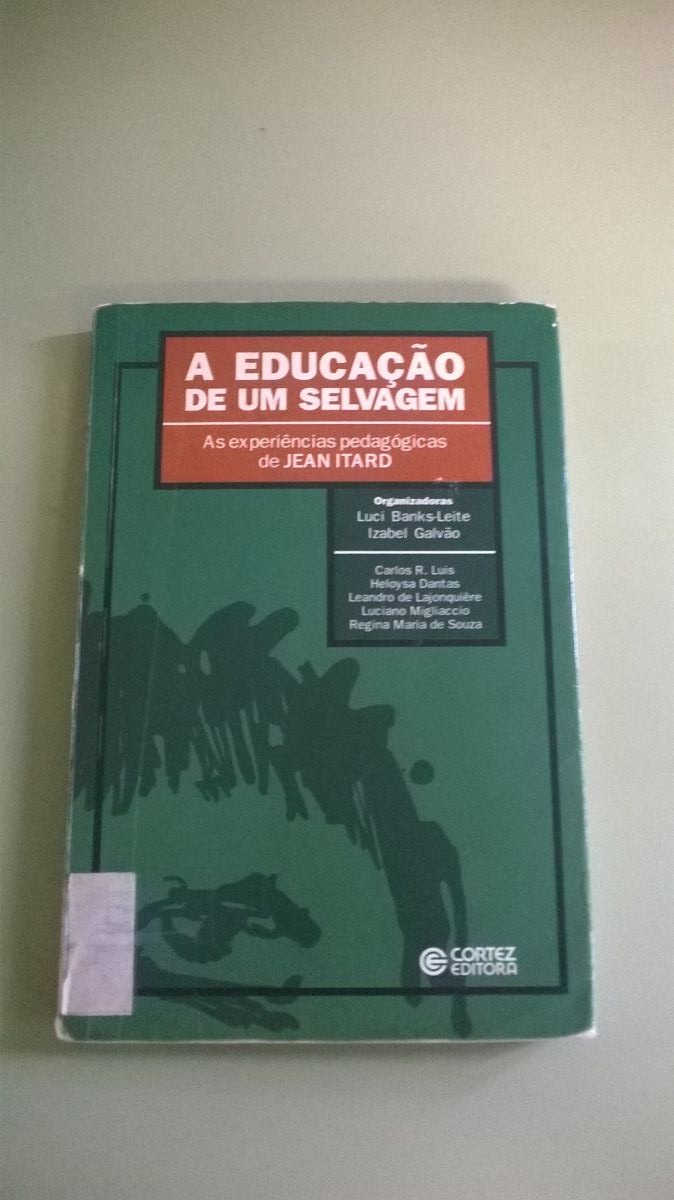 A EDUCAÇÃO
DE UM SELVAGEM
As experiências pedagógicas
de JEAN ITARD
Organizadoras
Luci Banks-Leite
Izabel Galvão
Carlos R. Luis
Heloysa Dantas
Leandro de Lajonquière
Luciano Migliaccio
Regina Maria de Souza
CORTEZ
EDITORA